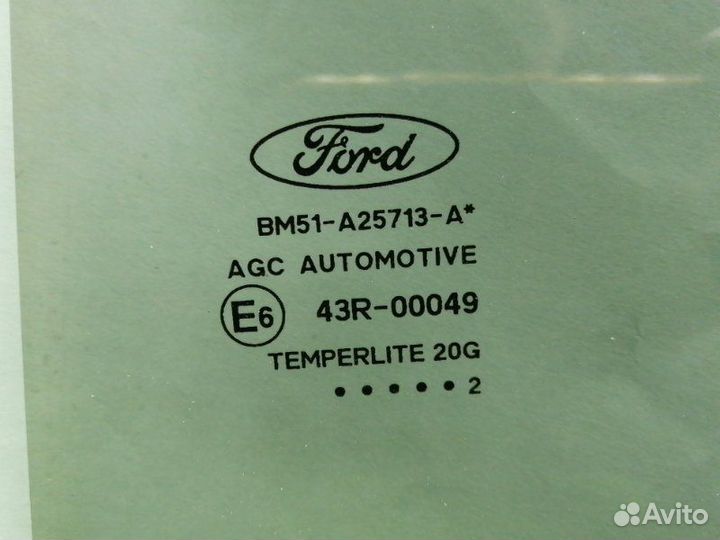 Ford
BM51-A25713-A*
AGC AUTOMOTIVE
E6 43R-00049
TEMPERLITE 20G
• • • • • 2
Avito